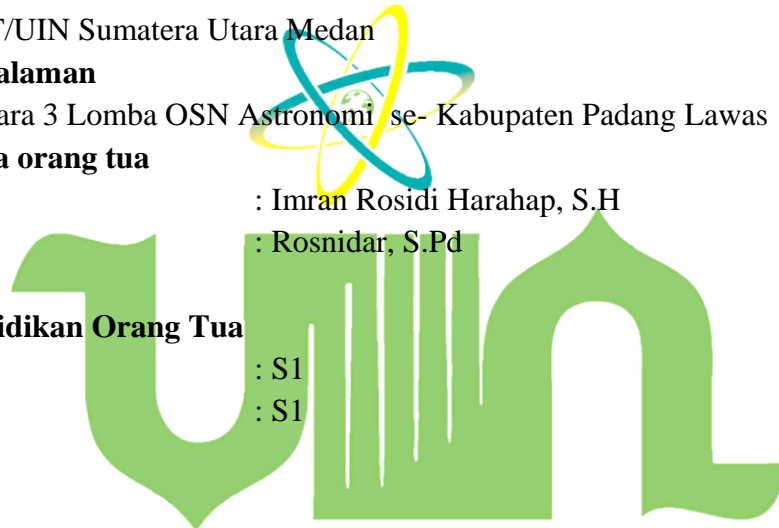 T/UIN Sumatera Utara Medan
alaman
ara 3 Lomba OSN Astronomi se- Kabupaten Padang Lawas
a orang tua
: Imran Rosidi Harahap, S.H
: Rosnidar, S.Pd
idikan Orang Tua
: S1
: S1